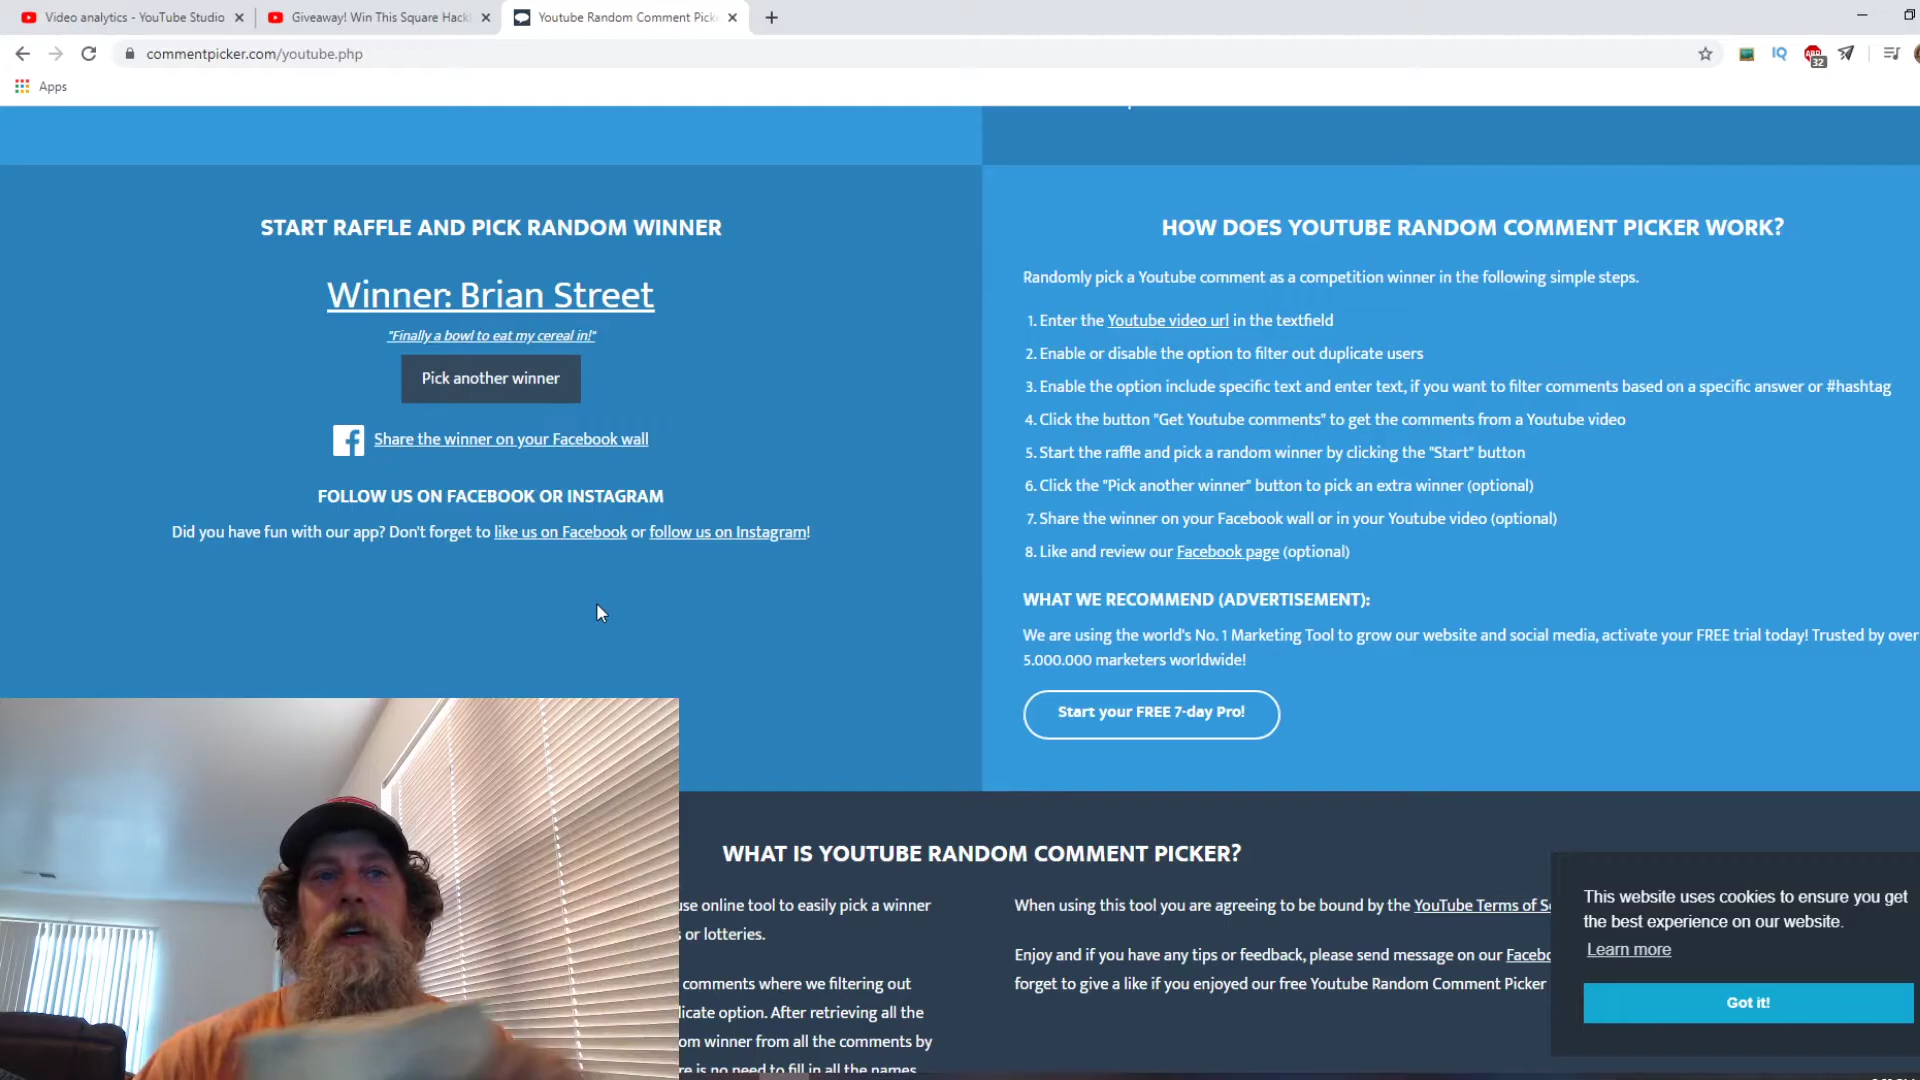 Video analytics - YouTube Studio
Giveaway! Win This Square Hack
Youtube Random Comment Pick
commentpicker.com/youtube.php
IQ
ABP
32
Apps
START RAFFLE AND PICK RANDOM WINNER
Winner: Brian Street
"Finally a bowl to eat my cereal in!"
Pick another winner
Share the winner on your Facebook wall
FOLLOW US ON FACEBOOK OR INSTAGRAM
Did you have fun with our app? Don't forget to like us on Facebook or follow us on Instagram!
HOW DOES YOUTUBE RANDOM COMMENT PICKER WORK?
Randomly pick a Youtube comment as a competition winner in the following simple steps.
1. Enter the Youtube video url in the textfield
2. Enable or disable the option to filter out duplicate users
3. Enable the option include specific text and enter text, if you want to filter comments based on a specific answer or #hashtag
4. Click the button "Get Youtube comments" to get the comments from a Youtube video
5. Start the raffle and pick a random winner by clicking the "Start" button
6. Click the "Pick another winner" button to pick an extra winner (optional)
7. Share the winner on your Facebook wall or in your Youtube video (optional)
8. Like and review our Facebook page (optional)
WHAT WE RECOMMEND (ADVERTISEMENT):
We are using the world's No. 1 Marketing Tool to grow our website and social media, activate your FREE trial today! Trusted by over
5.000.000 marketers worldwide!
Start your FREE 7-day Pro!
WHAT IS YOUTUBE RANDOM COMMENT PICKER?
use online tool to easily pick a winner
s or lotteries.
comments where we filtering out
licate option. After retrieving all the
om winner from all the comments by
re is no need to fill in all the names
When using this tool you are agreeing to be bound by the YouTube Terms of Se
Enjoy and if you have any tips or feedback, please send message on our Facebo
forget to give a like if you enjoyed our free Youtube Random Comment Picker
This website uses cookies to ensure you get
the best experience on our website.
Learn more
Got it!